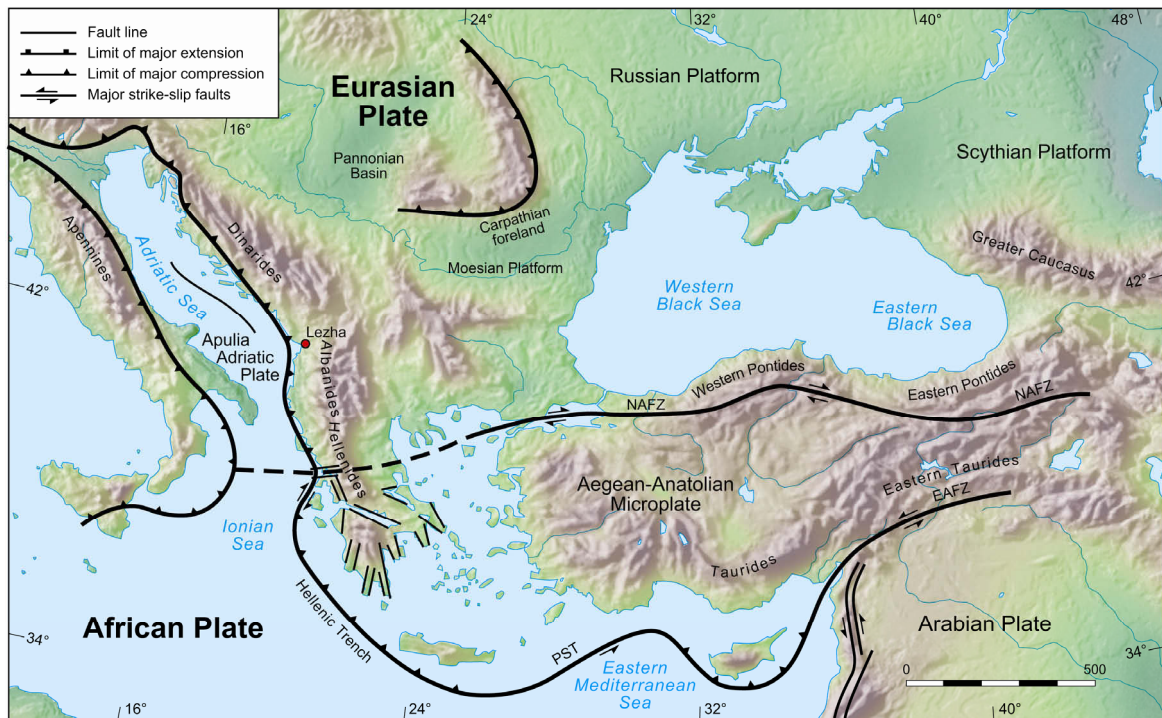 24°
32°
40°
48°
Fault line
Limit of major extension
Limit of major compression
Major strike-slip faults
16°
Eurasian
Plate
Russian Platform
Scythian Platform
Pannonian
Basin
Carpathian
foreland
Moesian Platform
Apennines
Adriatic Sea
Dinarides
Greater Caucasus
42°
42°
Western
Black Sea
Eastern
Black Sea
Lezha
Apulia
Adriatic
Plate
Albanides
Hellenides
Western Pontides
Eastern Pontides
NAFZ
NAFZ
Aegean-Anatolian
Microplate
Eastern Taurides
EAFZ
Taurides
Ionian
Sea
Hellenic Trench
African Plate
PST
Eastern
Mediterranean
Sea
Arabian Plate
34°
34°
0
500
16°
24°
32°
40°